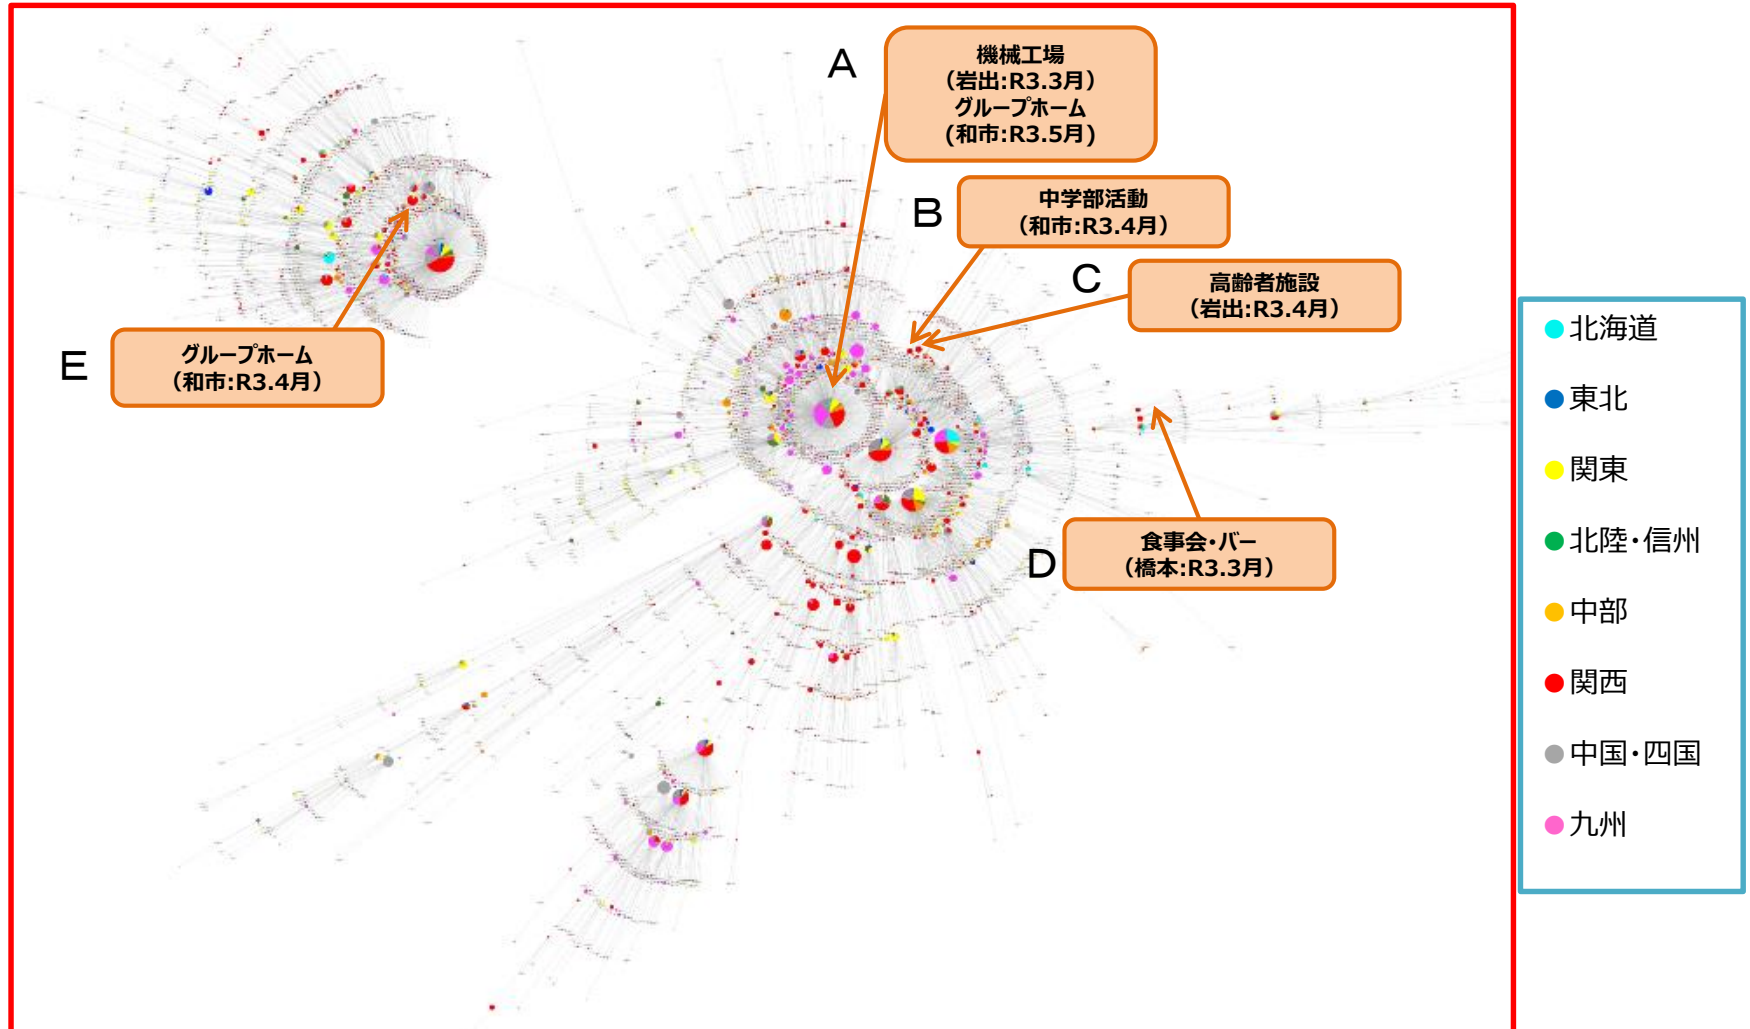 A
機械工場
（岩出:R3.3月）
グループホーム
(和市:R3.5月)
B
中学部活動
（和市:R3.4月）
C
高齢者施設
（岩出:R3.4月）
E
グループホーム
（和市:R3.4月）
D
食事会・バー
（橋本:R3.3月）
北海道
東北
関東
北陸・信州
中部
関西
中国・四国
九州